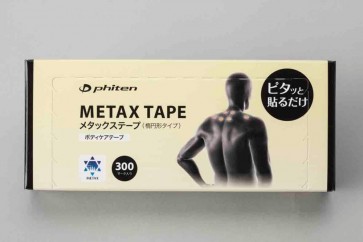 phiten
ピタッと
貼るだけ
METAX TAPE
メタックステープ（楕円形タイプ）
ボディケアテープ
METAX
300